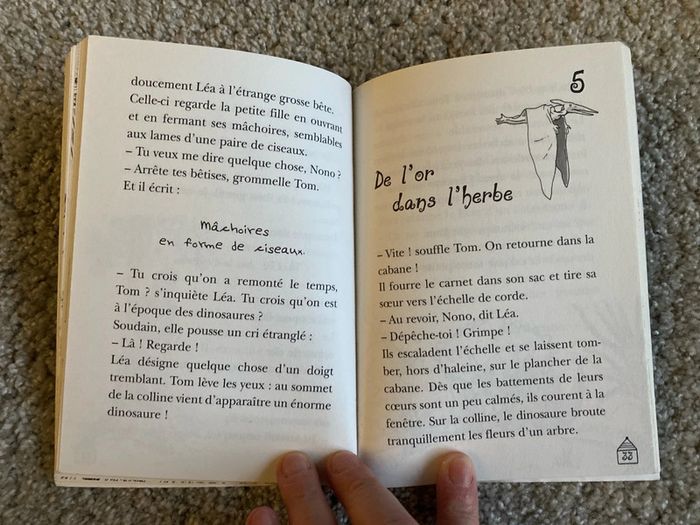 doucement Léa à l'étrange grosse bête.
Celle-ci regarde la petite fille en ouvrant
et en fermant ses mâchoires, semblables
aux lames d'une paire de ciseaux.
– Tu veux me dire quelque chose, Nono ?
– Arrête tes bêtises, grommelle Tom.
Et il écrit :
mâchoires
en forme de ciseaux.
– Tu crois qu'on a remonté le temps,
Tom ? s'inquiète Léa. Tu crois qu'on est
à l'époque des dinosaures ?
Soudain, elle pousse un cri étranglé :
– Là ! Regarde !
Léa désigne quelque chose d'un doigt
tremblant. Tom lève les yeux : au sommet
de la colline vient d'apparaître un énorme
dinosaure !
5
De l'or
dans l'herbe
– Vite ! souffle Tom. On retourne dans la
cabane !
Il fourre le carnet dans son sac et tire sa
sœur vers l'échelle de corde.
– Au revoir, Nono, dit Léa.
– Dépêche-toi ! Grimpe !
Ils escaladent l'échelle et se laissent tom-
ber, hors d'haleine, sur le plancher de la
cabane. Dès que les battements de leurs
cœurs sont un peu calmés, ils courent à la
fenêtre. Sur la colline, le dinosaure broute
tranquillement les fleurs d'un arbre.
33